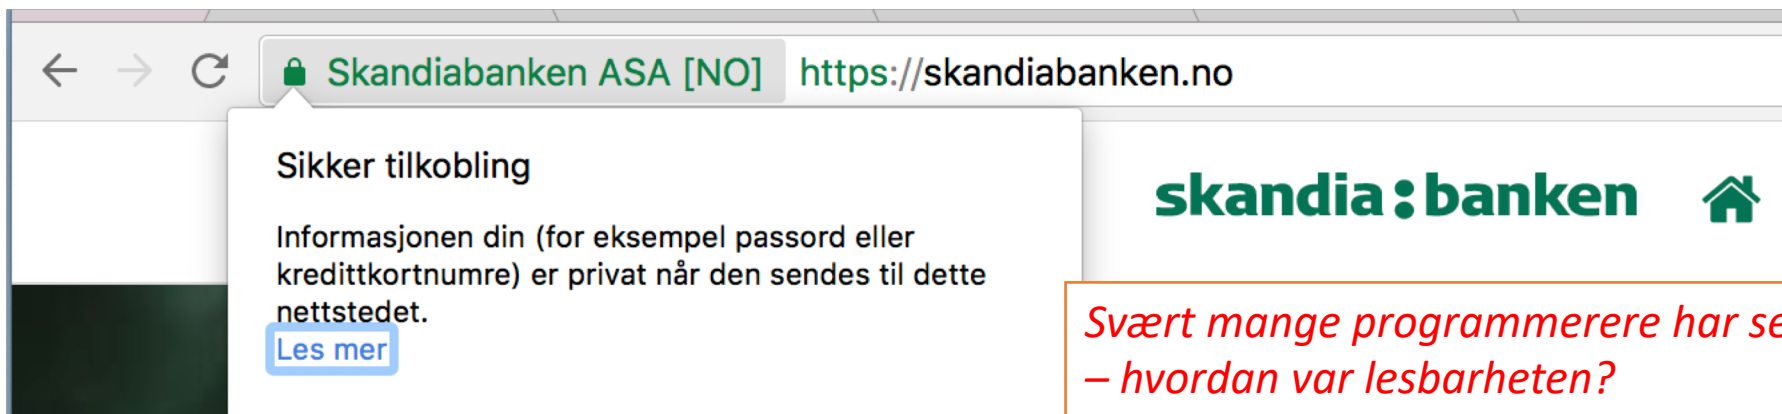 Skandiabanken ASA [NO] https://skandiabanken.no
Sikker tilkobling
Informasjonen din (for eksempel passord eller
kredittkortnumre) er privat når den sendes til dette
nettstedet.
Les mer
skandia:banken
Svært mange programmerere har se
– hvordan var lesbarheten?